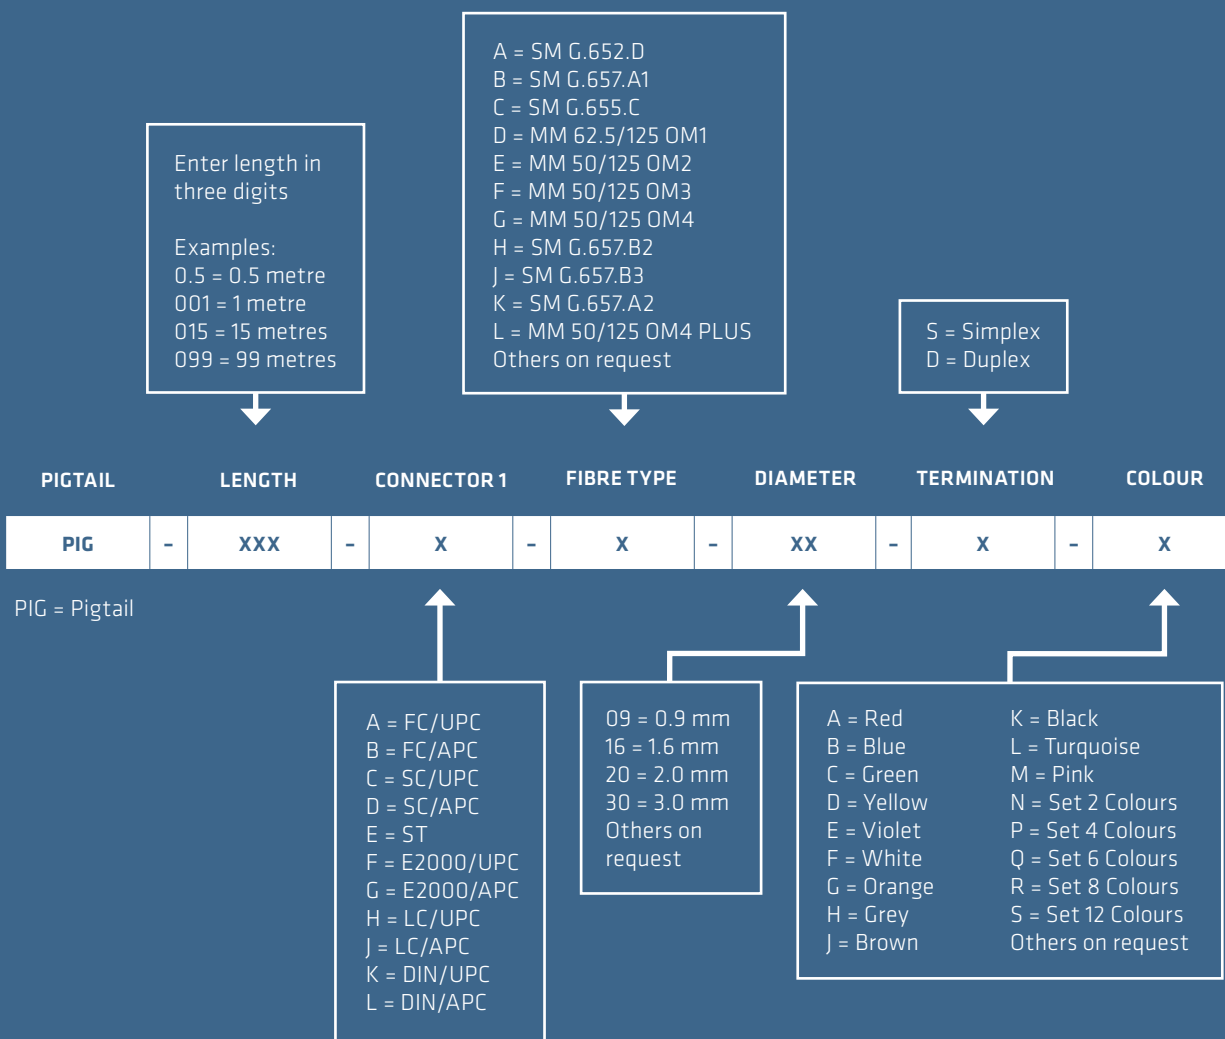 A = SM G.652.D
B = SM G.657.A1
C = SM G.655.C
D = MM 62.5/125 OM1
E = MM 50/125 OM2
F = MM 50/125 OM3
G = MM 50/125 OM4
H = SM G.657.B2
J = SM G.657.B3
K = SM G.657.A2
L = MM 50/125 OM4 PLUS
Others on request
Enter length in
three digits
Examples:
0.5 = 0.5 metre
001 = 1 metre
015 = 15 metres
099 = 99 metres
S = Simplex
D = Duplex
PIGTAIL LENGTH CONNECTOR 1 FIBRE TYPE DIAMETER TERMINATION COLOUR
PIG - XXX - X - X - XX - X - X
PIG = Pigtail
A = FC/UPC
B = FC/APC
C = SC/UPC
D = SC/APC
E = ST
F = E2000/UPC
G = E2000/APC
H = LC/UPC
J = LC/APC
K = DIN/UPC
L = DIN/APC
09 = 0.9 mm
16 = 1.6 mm
20 = 2.0 mm
30 = 3.0 mm
Others on
request
A = Red
B = Blue
C = Green
D = Yellow
E = Violet
F = White
G = Orange
H = Grey
J = Brown
K = Black
L = Turquoise
M = Pink
N = Set 2 Colours
P = Set 4 Colours
Q = Set 6 Colours
R = Set 8 Colours
S = Set 12 Colours
Others on request